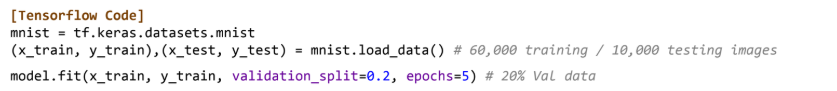 [Tensorflow Code]
mnist = tf.keras.datasets.mnist
(x_train, y_train),(x_test, y_test) = mnist.load_data() # 60,000 training / 10,000 testing images
model.fit(x_train, y_train, validation_split=0.2, epochs=5) # 20% Val data